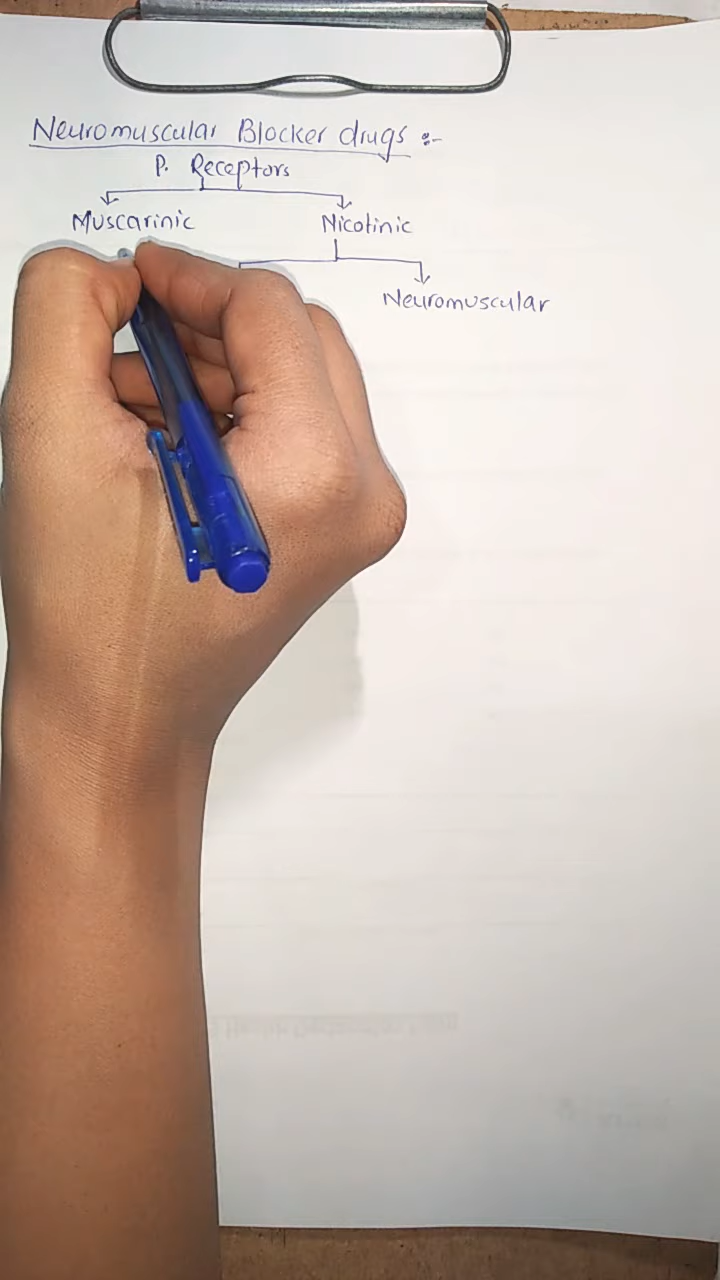 Neuromuscular Blocker drugs :-
P. Receptors
Muscarinic Nicotinic
Neuromuscular